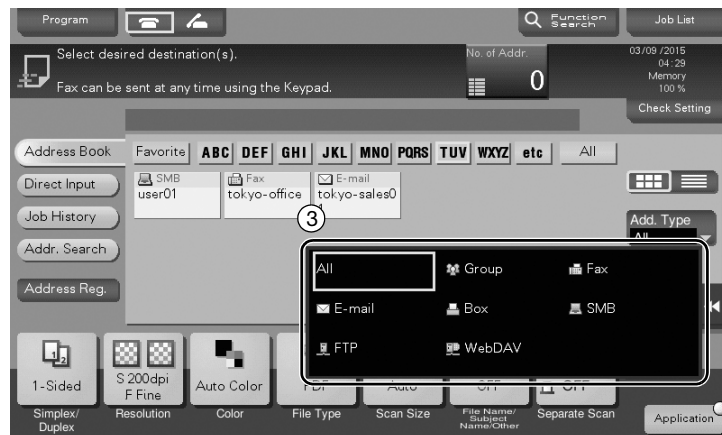 Program
Function
Search
Job List
Select desired destination(s).
Fax can be sent at any time using the Keypad.
No. of Addr.
0
03/09 /2015
04:29
Memory
100 %
Check Setting
Address Book
Favorite
ABC
DEF
GHI
JKL
MNO
PQRS
TUV
WXYZ
etc
All
Direct Input
Job History
Addr. Search
Address Reg.
SMB
user01
Fax
tokyo-office
E-mail
tokyo-sales0
3
Add. Type
All
All
Group
Fax
E-mail
Box
SMB
FTP
WebDAV
1-Sided
S 200dpi
F Fine
Auto Color
PDF
Auto
OFF
OFF
Simplex/
Duplex
Resolution
Color
File Type
Scan Size
File Name/
Subject
Name/Other
Separate Scan
Application